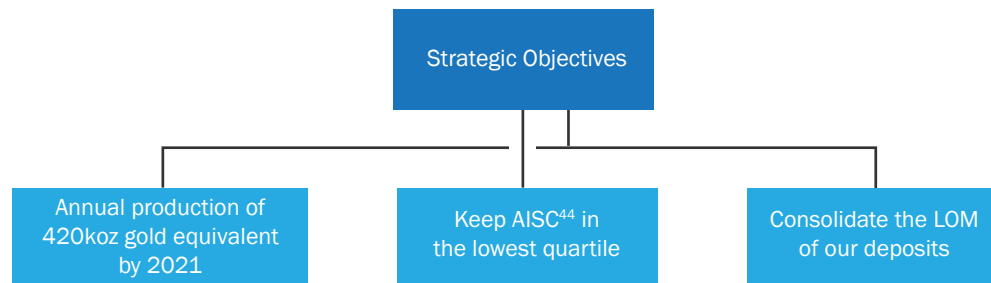 Strategic Objectives
Annual production of
420koz gold equivalent
by 2021
Keep AISC44 in
the lowest quartile
Consolidate the LOM
of our deposits